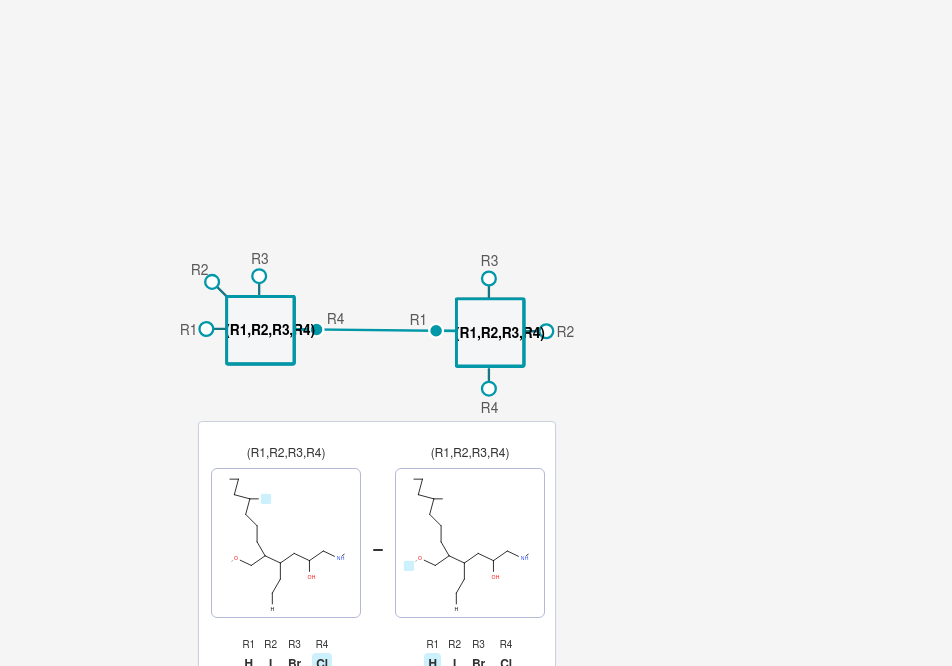 R3
R2
R1
(R1,R2,R3,R4)
R4
R3
R1
(R1,R2,R3,R4)
R2
R4
(R1,R2,R3,R4) (R1,R2,R3,R4)
O
NH
OH
H
–
O
NH
OH
H
R1 R2 R3 R4 R1 R2 R3 R4
H I Br Cl H I Br Cl